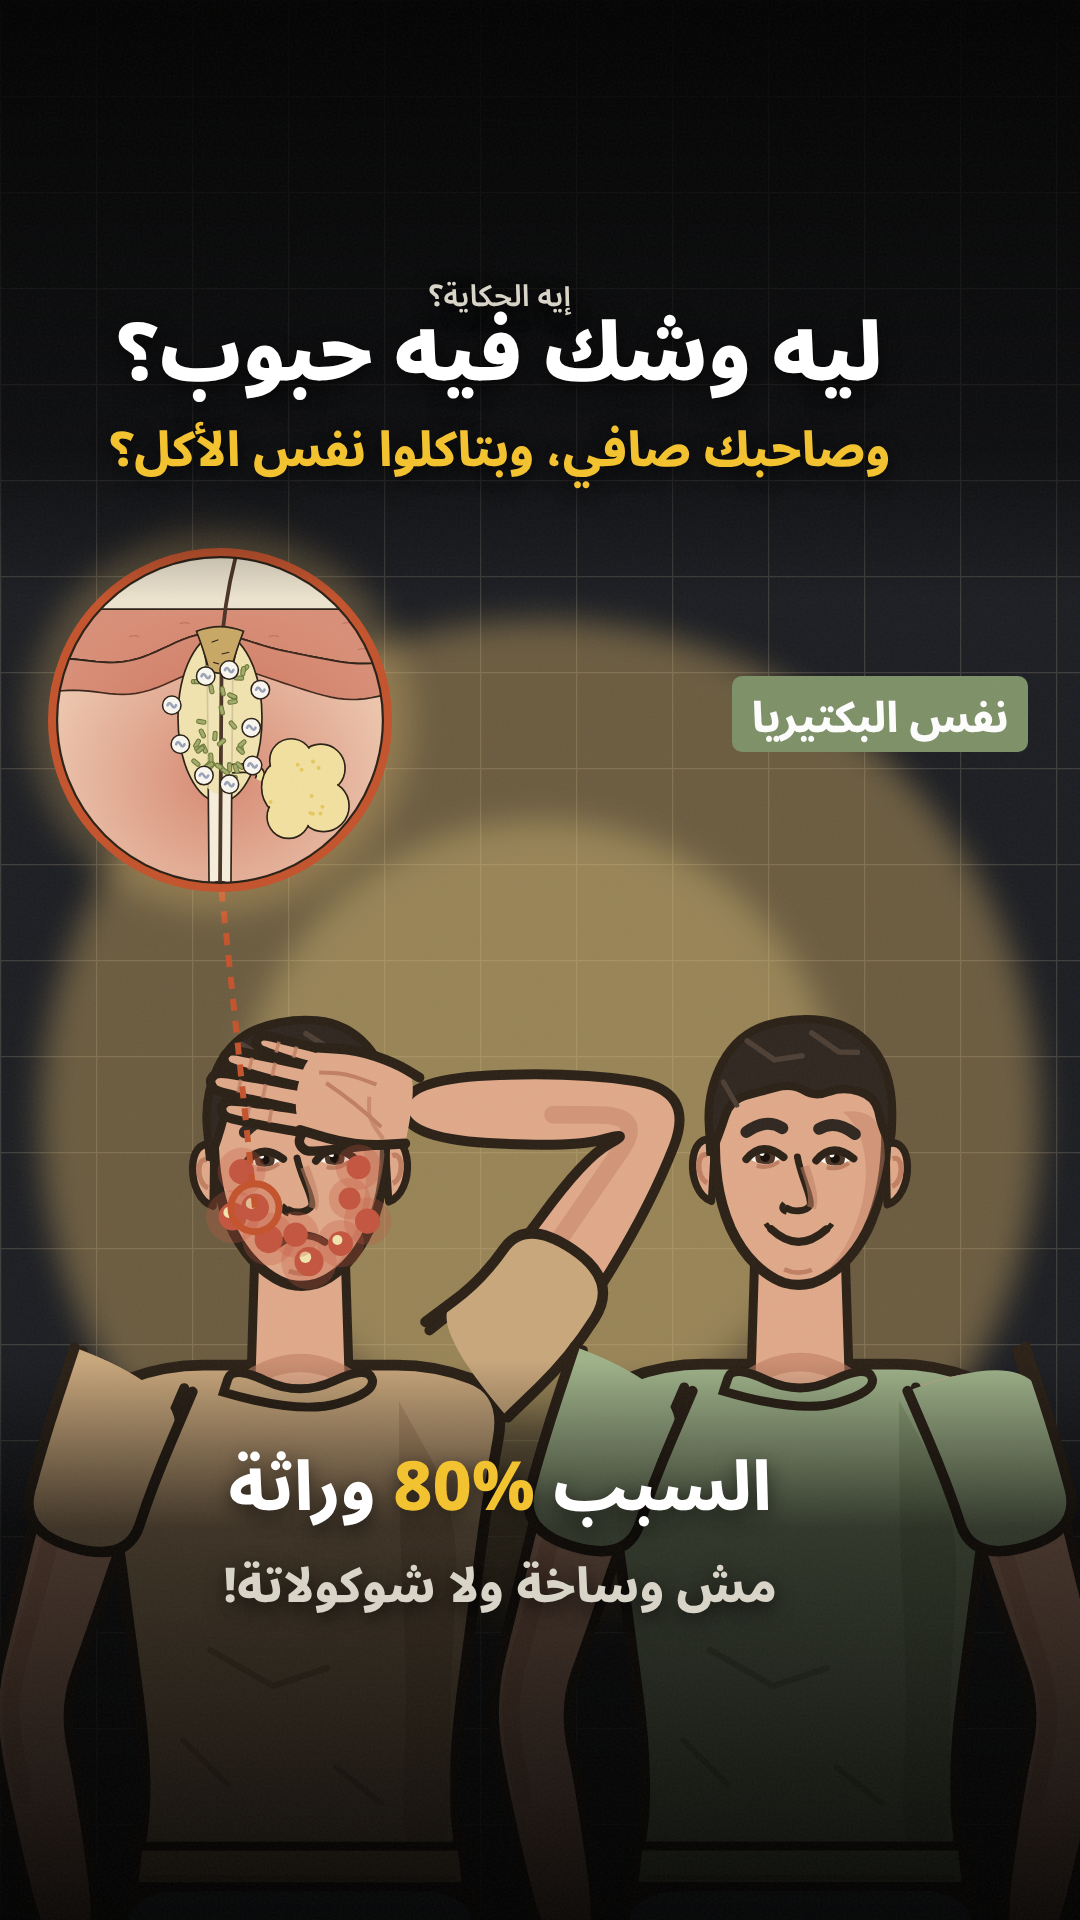 إيه الحكاية؟
ليه وشك فيه حبوب؟
وصاحبك صافي، وبتاكلوا نفس الأكل؟
نفس البكتيريا
السبب 80% وراثة
مش وساخة ولا شوكولاتة!